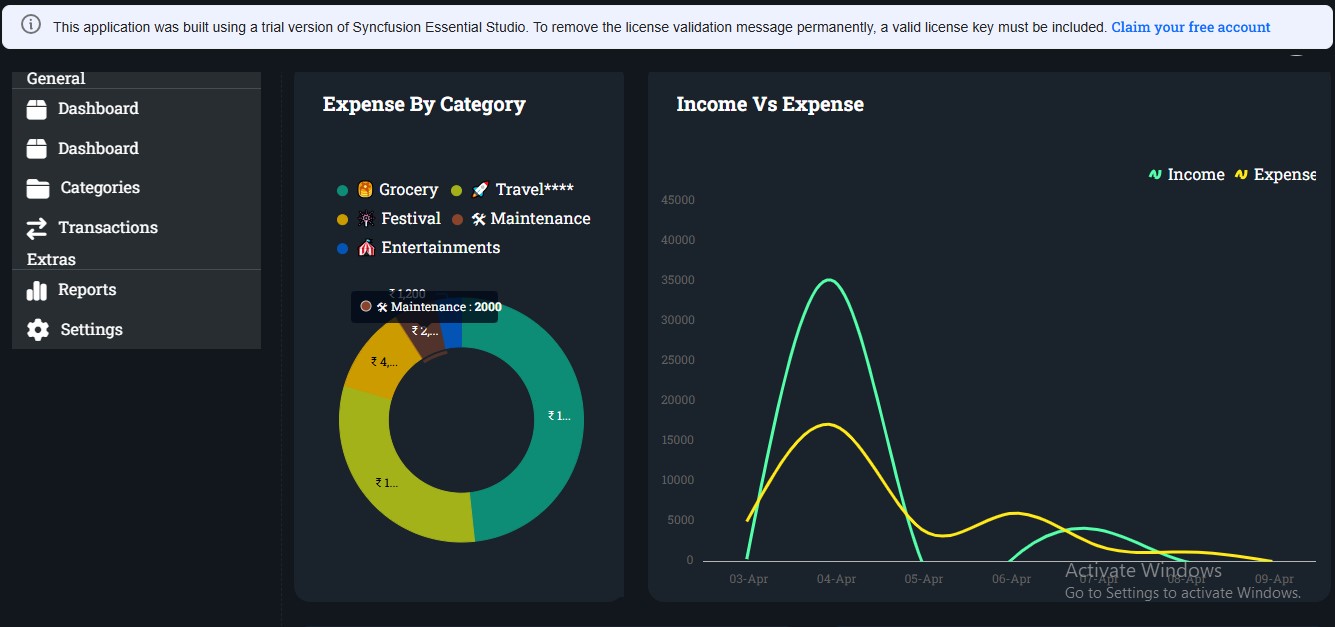 This application was built using a trial version of Syncfusion Essential Studio. To remove the license validation message permanently, a valid license key must be included. Claim your free account
General
Dashboard
Dashboard
Categories
Transactions
Extras
Reports
Settings
Expense By Category
Grocery Travel****
Festival Maintenance
Entertainments
₹ 1,200
Maintenance : 2000
₹ 2,...
₹ 4,...
₹ 1...
₹ 1...
Income Vs Expense
Income Expense
45000
40000
35000
30000
25000
20000
15000
10000
5000
0
03-Apr 04-Apr 05-Apr 06-Apr 07-Apr 08-Apr 09-Apr
Activate Windows
Go to Settings to activate Windows.